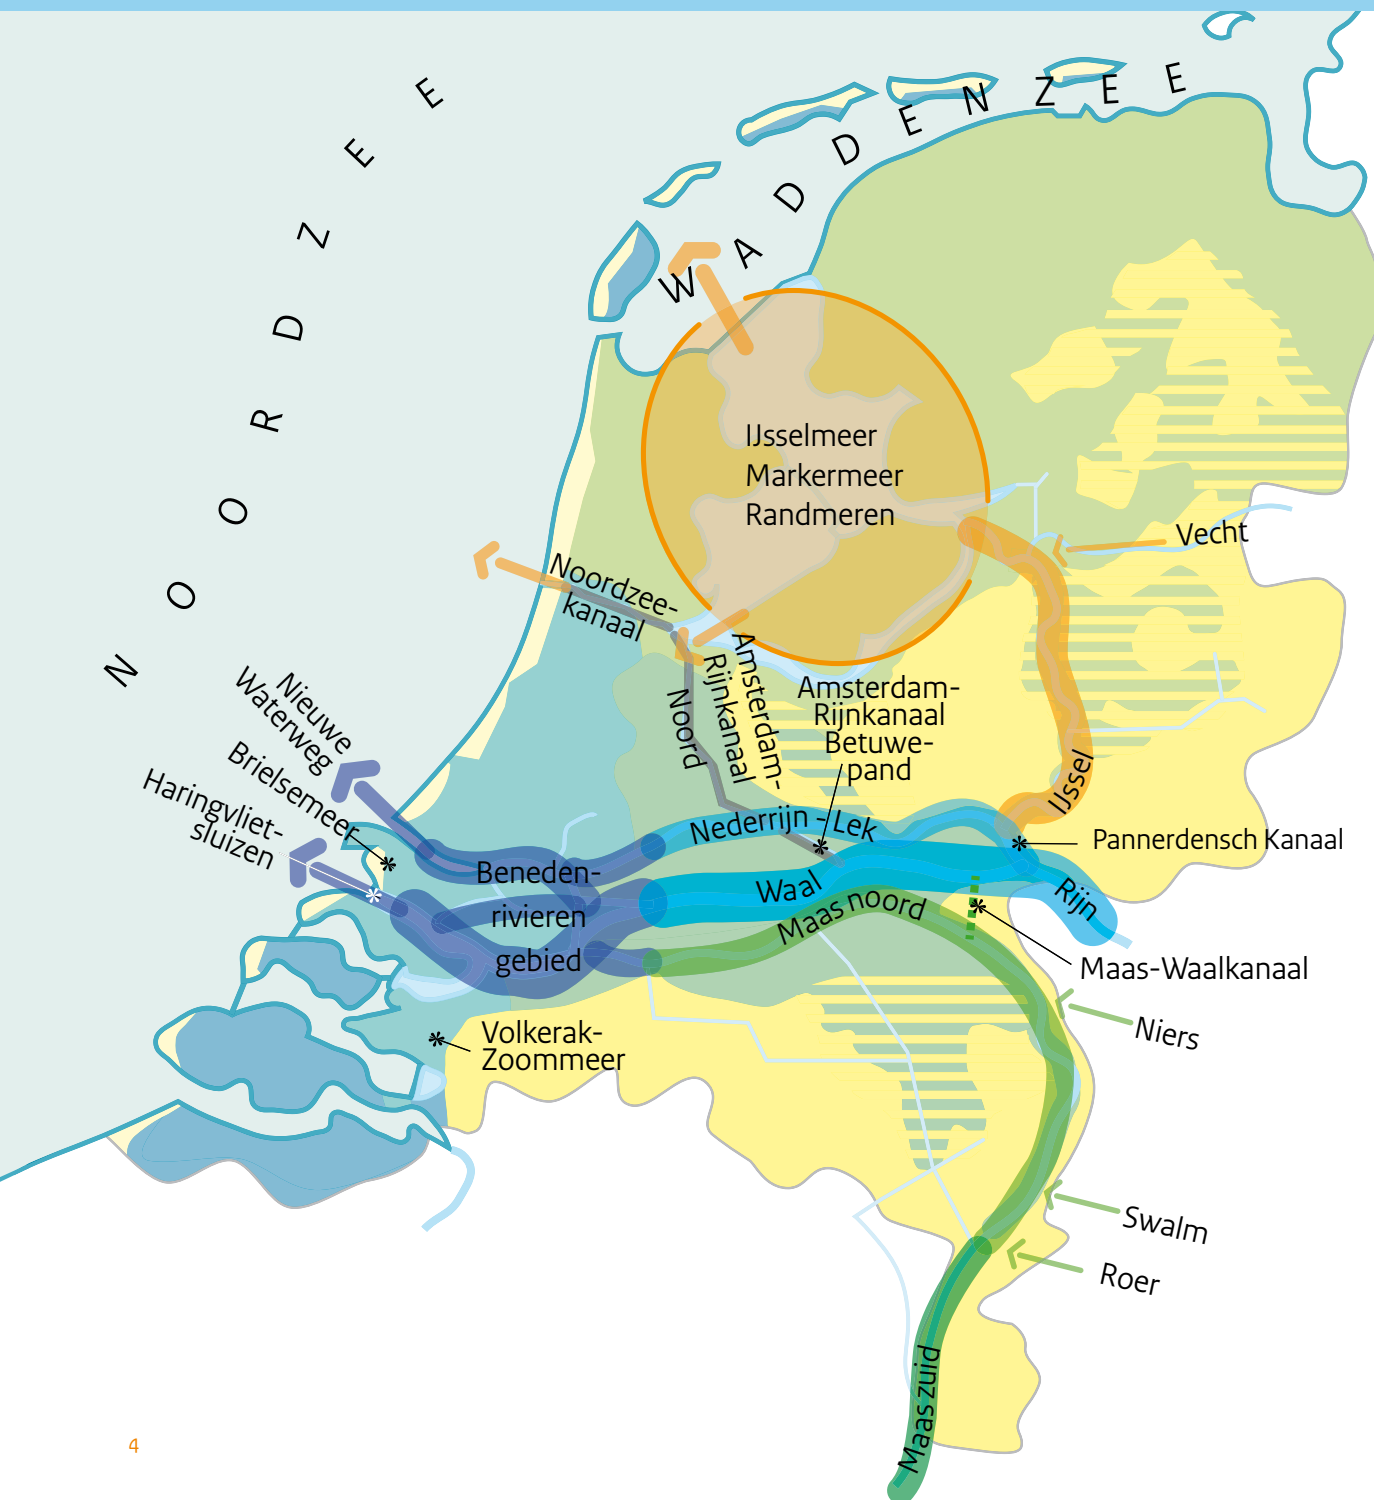 NOORDZEE
WADDENZEE
IJsselmeer
Markermeer
Randmeren
Vecht
Noordzee-
kanaal
Amsterdam-
Rijnkanaal
Noord
Amsterdam-
Rijnkanaal
Betuwe-
pand
Nieuwe
Waterweg
Brielsemeer
Haringvliet-
sluizen
IJssel
Nederrijn - Lek
Pannerdensch Kanaal
*
*
*
*
Beneden-
rivieren
gebied
Waal
Maas noord
Rijn
*
Maas-Waalkanaal
Niers
*
Volkerak-
Zoommeer
Swalm
Roer
Maas zuid
4